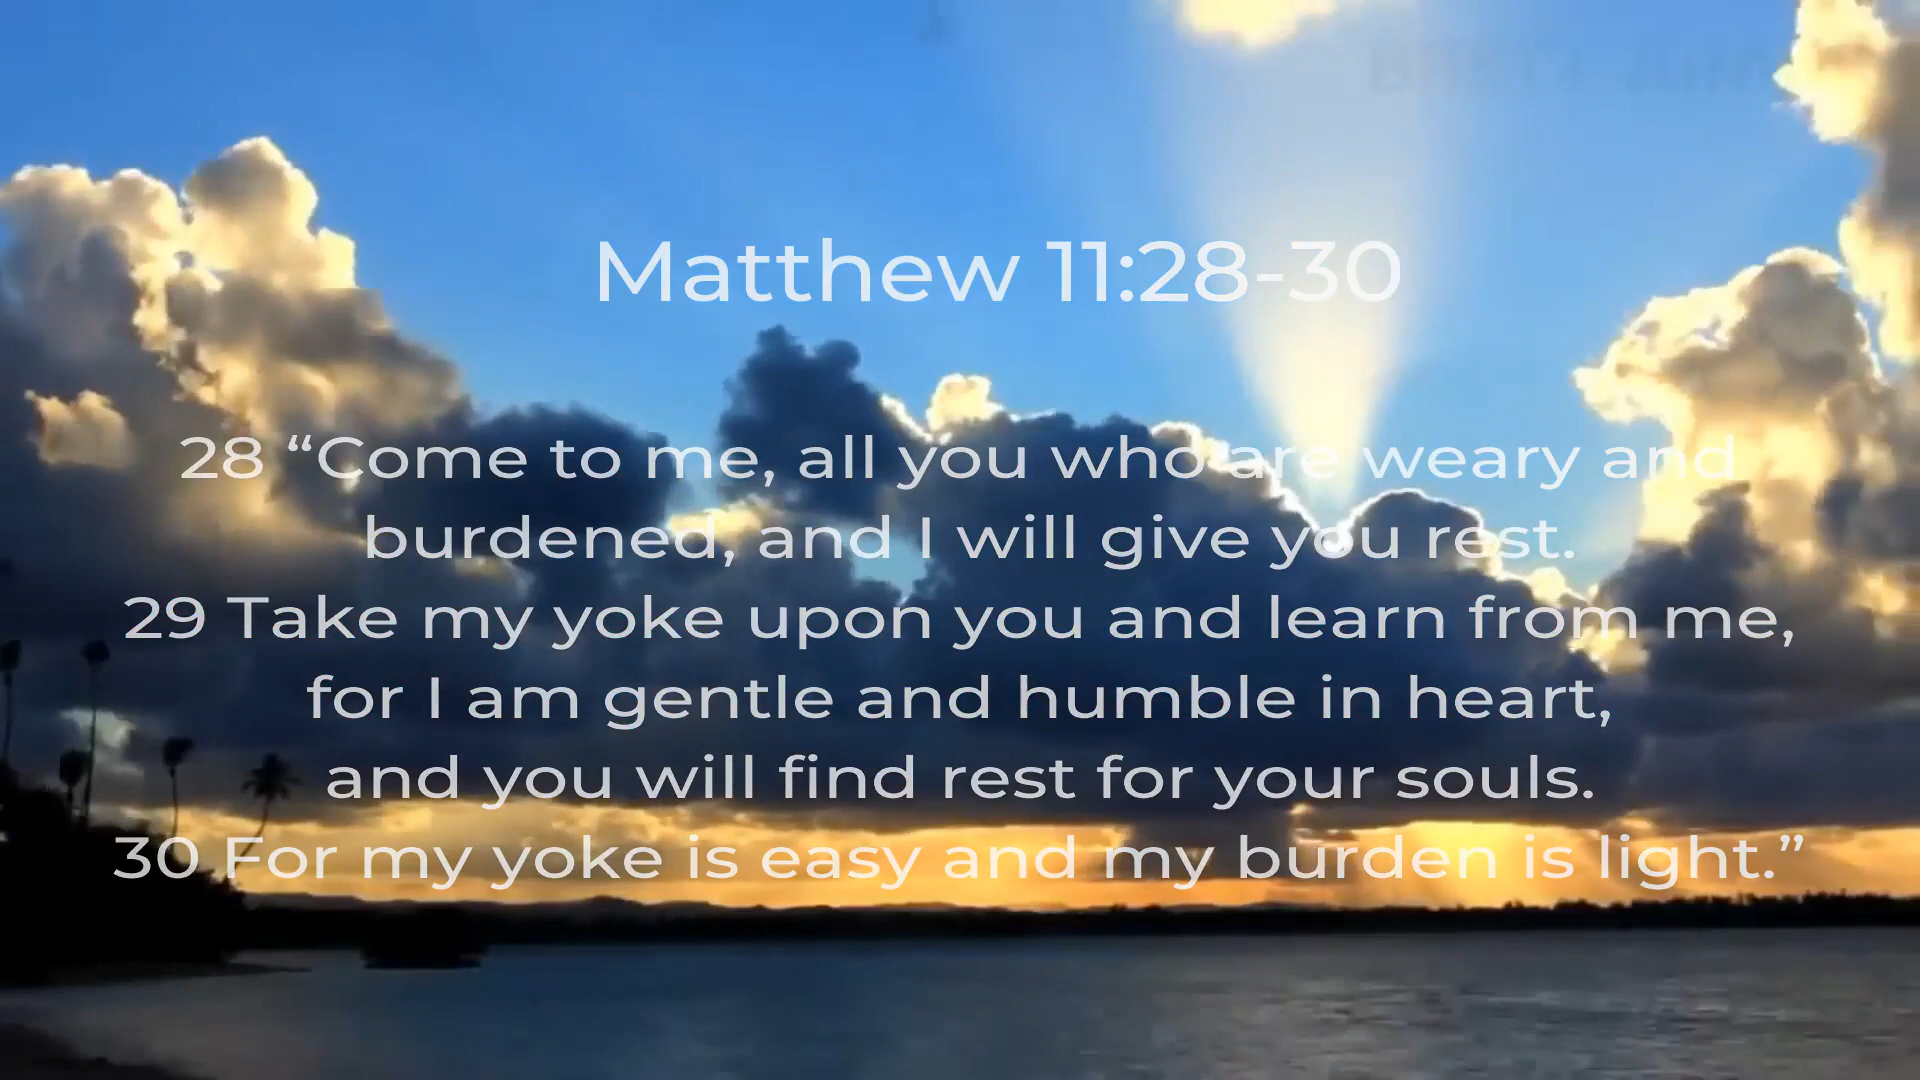 Matthew 11:28-30
28 “Come to me, all you who are weary and
burdened, and I will give you rest.
29 Take my yoke upon you and learn from me,
for I am gentle and humble in heart,
and you will find rest for your souls.
30 For my yoke is easy and my burden is light.”